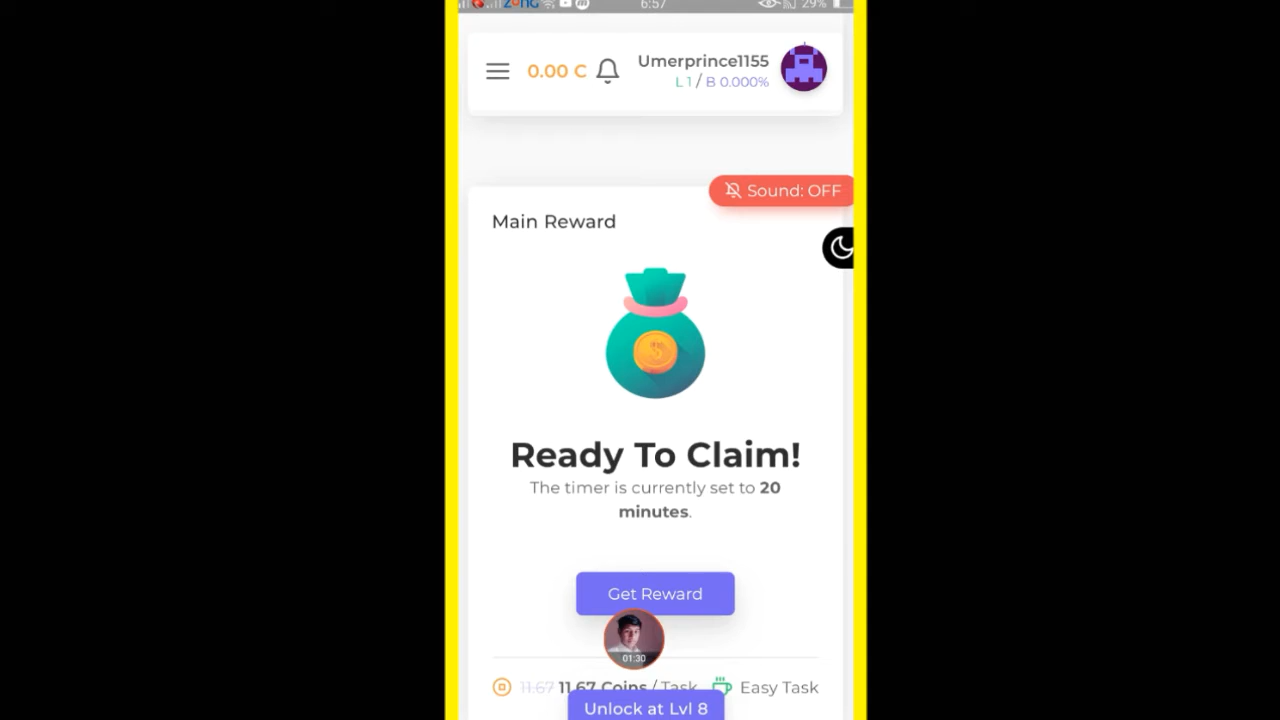 ZONG
6:57
29%
0.00 C
Umerprince1155
L 1 / B 0.000%
Sound: OFF
Main Reward
Ready To Claim!
The timer is currently set to 20
minutes.
Get Reward
01:30
11.67 11.67 Coins / Task
Easy Task
Unlock at Lvl 8